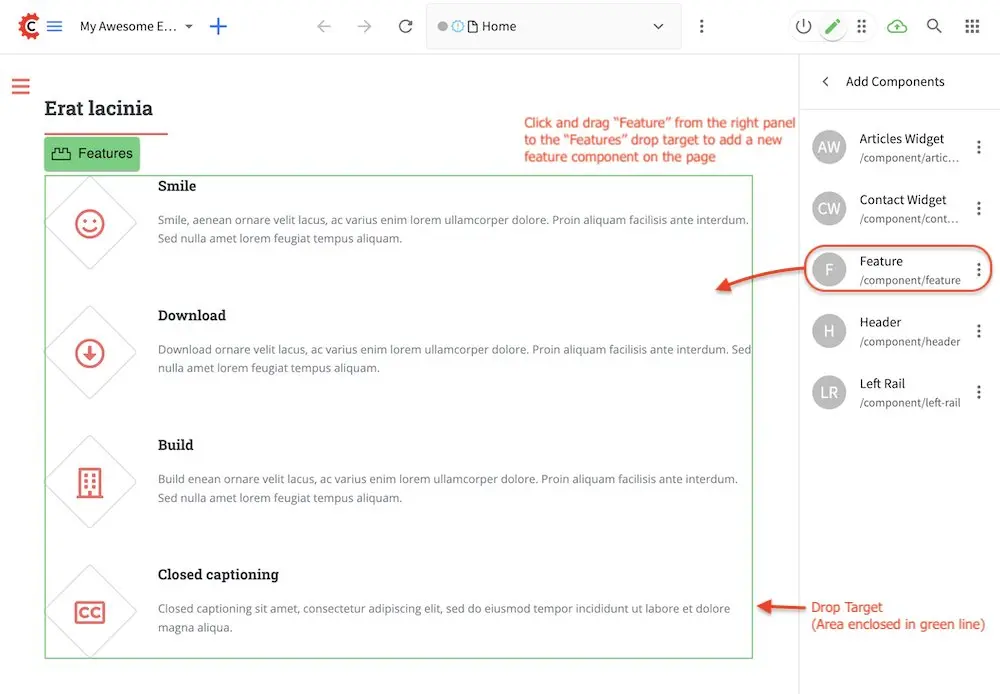 My Awesome E...
Home
Add Components
Erat lacinia
Click and drag “Feature” from the right panel
to the “Features” drop target to add a new
feature component on the page
Features
Smile
Smile, aenean ornare velit lacus, ac varius enim lorem ullamcorper dolore. Proin aliquam facilisis ante interdum.
Sed nulla amet lorem feugiat tempus aliquam.
Download
Download ornare velit lacus, ac varius enim lorem ullamcorper dolore. Proin aliquam facilisis ante interdum. Sed
nulla amet lorem feugiat tempus aliquam.
Build
Build enean ornare velit lacus, ac varius enim lorem ullamcorper dolore. Proin aliquam facilisis ante interdum.
Sed nulla amet lorem feugiat tempus aliquam.
CC
Closed captioning
Closed captioning sit amet, consectetur adipiscing elit, sed do eiusmod tempor incididunt ut labore et dolore
magna aliqua.
AW
Articles Widget
/component/artic...
CW
Contact Widget
/component/cont...
F
Feature
/component/feature
H
Header
/component/header
LR
Left Rail
/component/left-rail
Drop Target
(Area enclosed in green line)